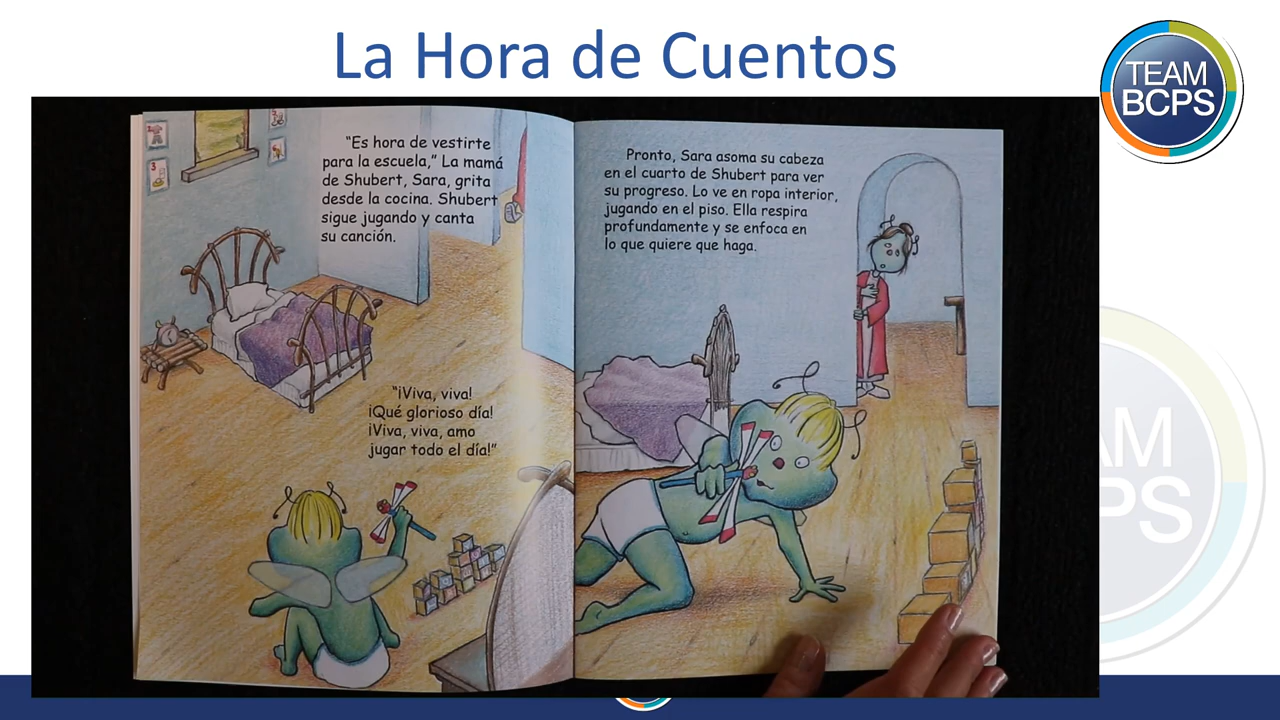 La Hora de Cuentos
TEAM
BCPS
"Es hora de vestirte
para la escuela," La mamá
de Shubert, Sara, grita
desde la cocina. Shubert
sigue jugando y canta
su canción.
"¡Viva, viva!
¡Qué glorioso día!
¡Viva, viva, amo
jugar todo el día!"
Pronto, Sara asoma su cabeza
en el cuarto de Shubert para ver
su progreso. Lo ve en ropa interior,
jugando en el piso. Ella respira
profundamente y se enfoca en
lo que quiere que haga.
3
AM
PS